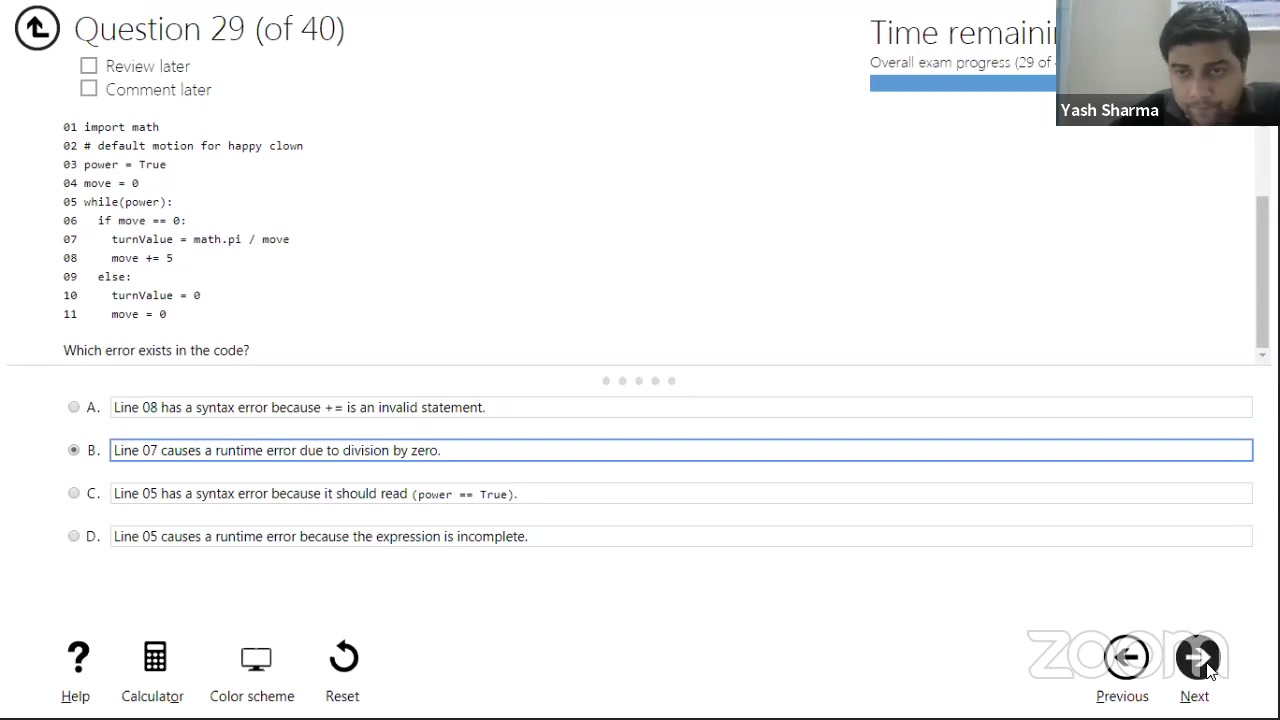 Question 29 (of 40)
Review later
Comment later
Time remaini
Overall exam progress (29 of
Yash Sharma
01 import math
02 # default motion for happy clown
03 power = True
04 move = 0
05 while(power):
06   if move == 0:
07     turnValue = math.pi / move
08     move += 5
09   else:
10     turnValue = 0
11     move = 0
Which error exists in the code?
A. Line 08 has a syntax error because += is an invalid statement.
B. Line 07 causes a runtime error due to division by zero.
C. Line 05 has a syntax error because it should read (power == True).
D. Line 05 causes a runtime error because the expression is incomplete.
zoom
Help Calculator Color scheme Reset Previous Next